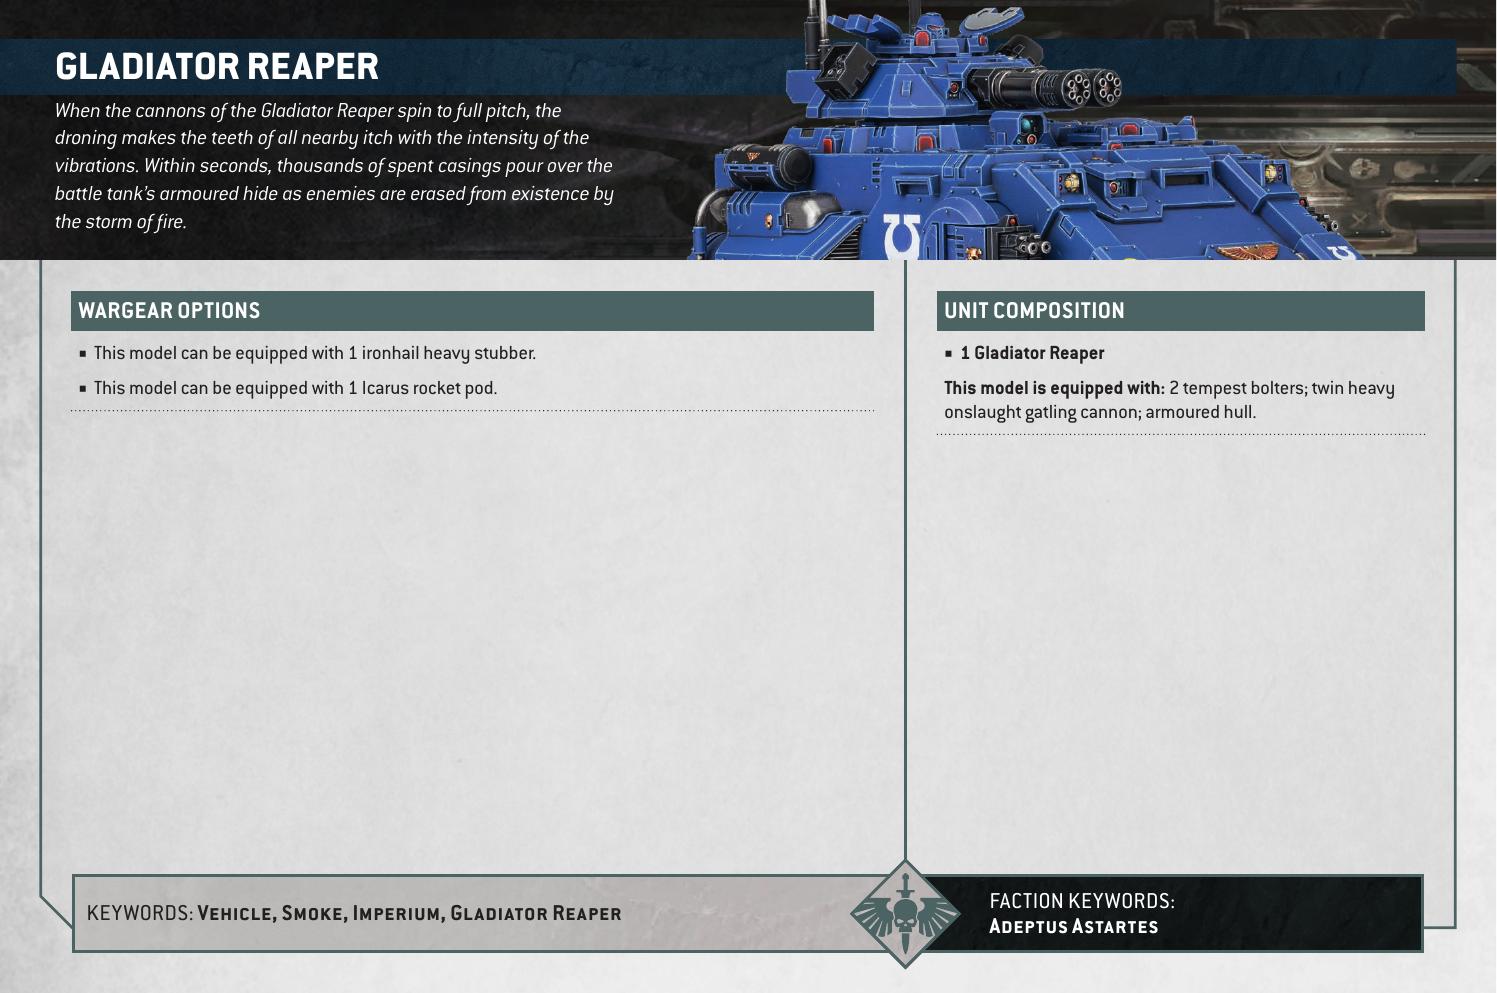 GLADIATOR REAPER
When the cannons of the Gladiator Reaper spin to full pitch, the
droning makes the teeth of all nearby itch with the intensity of the
vibrations. Within seconds, thousands of spent casings pour over the
battle tank's armoured hide as enemies are erased from existence by
the storm of fire.
WARGEAR OPTIONS
▪ This model can be equipped with 1 ironhail heavy stubber.
▪ This model can be equipped with 1 Icarus rocket pod.
UNIT COMPOSITION
▪ 1 Gladiator Reaper
This model is equipped with: 2 tempest bolters; twin heavy
onslaught gatling cannon; armoured hull.
KEYWORDS: Vehicle, Smoke, Imperium, Gladiator Reaper
FACTION KEYWORDS:
Adeptus Astartes